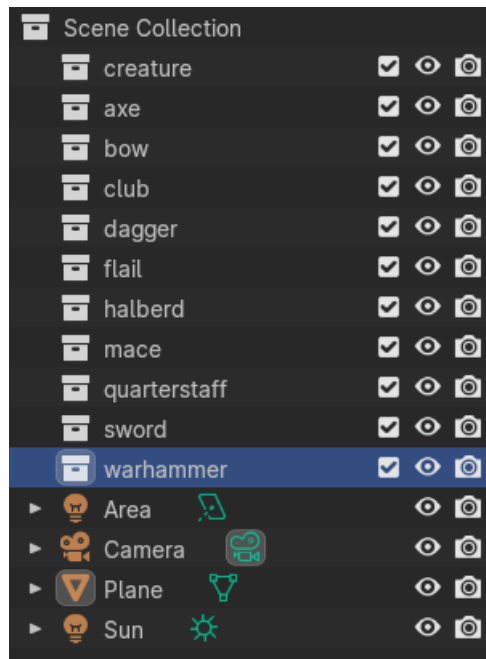 Scene Collection
creature
axe
bow
club
dagger
flail
halberd
mace
quarterstaff
sword
warhammer
Area
Camera
Plane
Sun